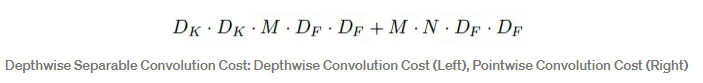 D_K · D_K · M · D_F · D_F + M · N · D_F · D_F
Depthwise Separable Convolution Cost: Depthwise Convolution Cost (Left), Pointwise Convolution Cost (Right)